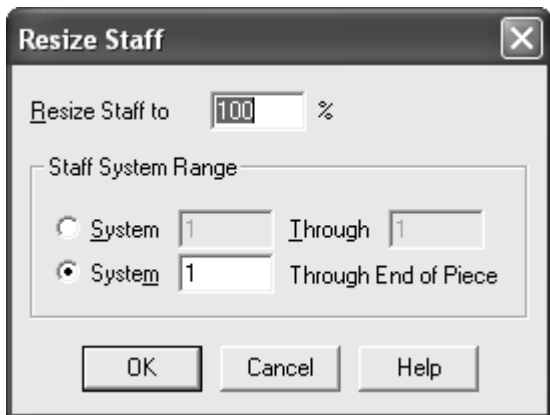 Resize Staff
Resize Staff to 100 %
Staff System Range
System 1 Through 1
System 1 Through End of Piece
OK Cancel Help